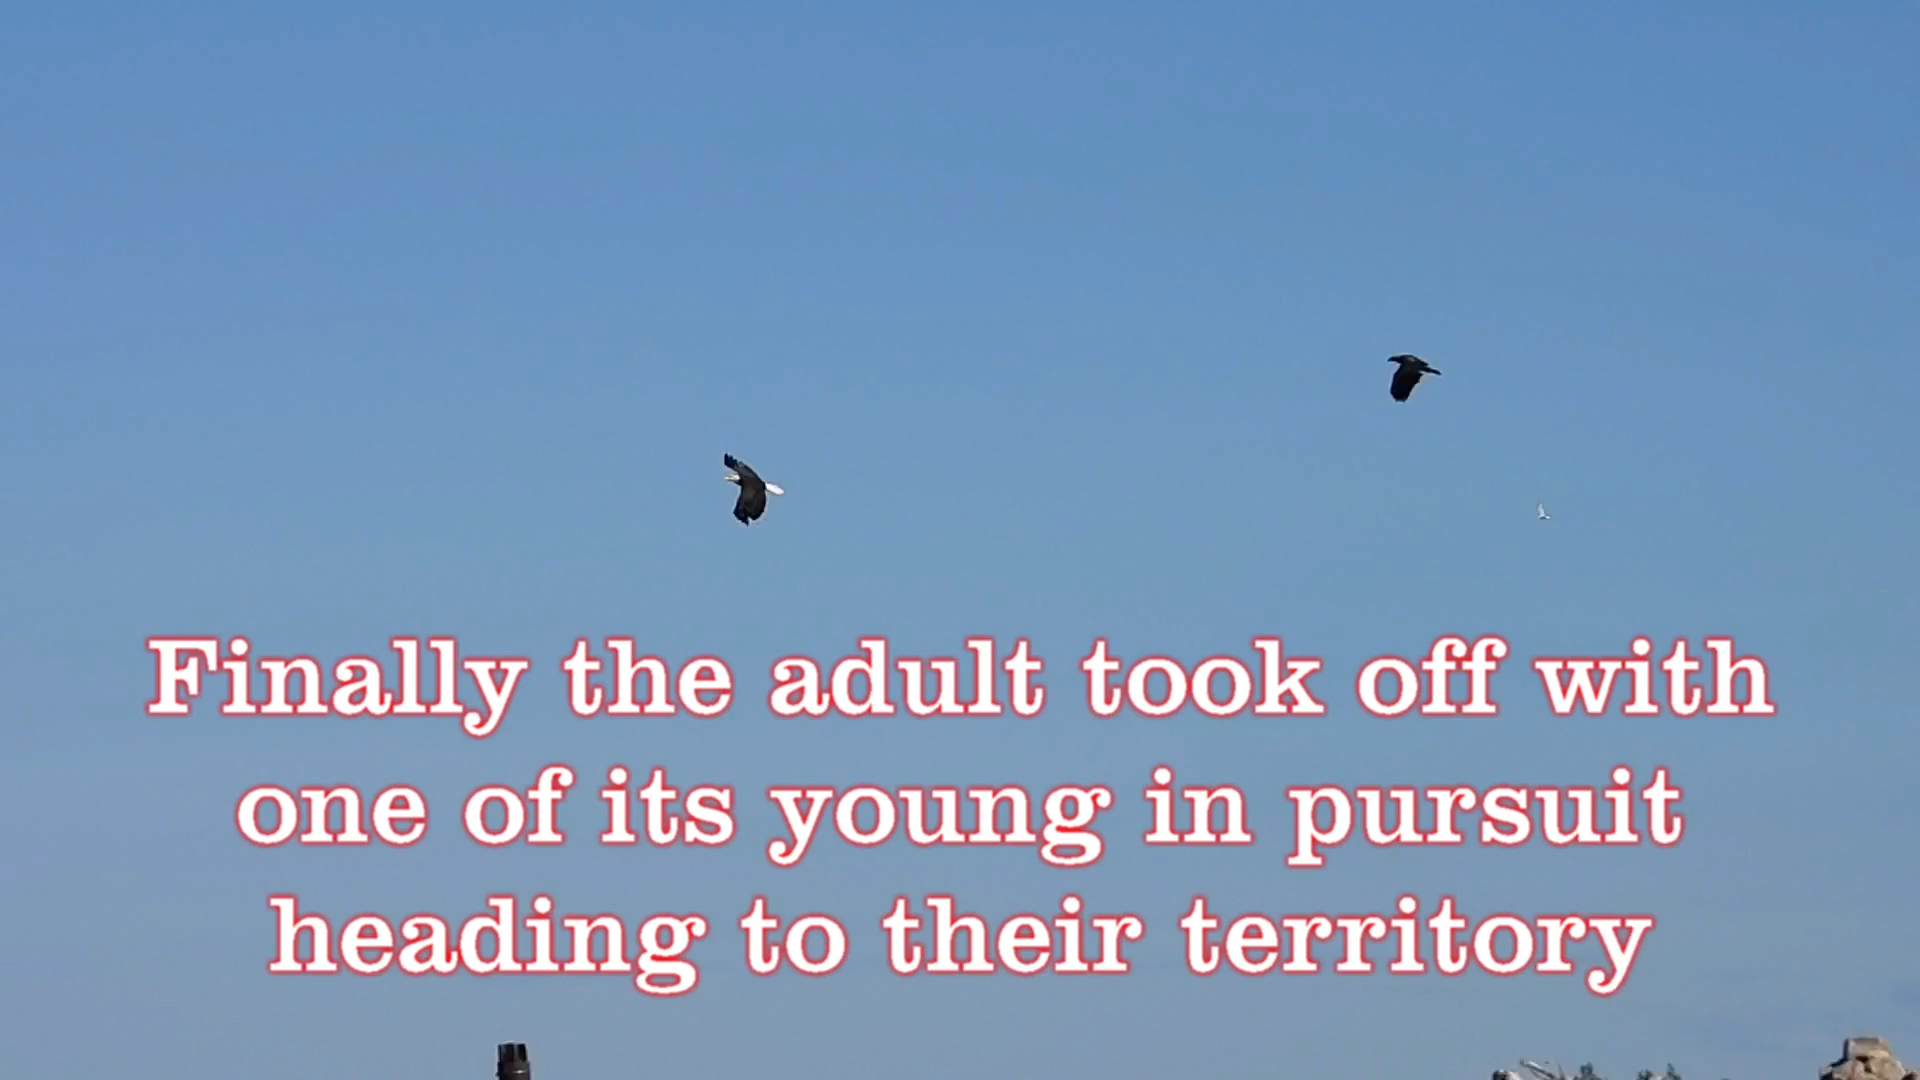 Finally the adult took off with
one of its young in pursuit
heading to their territory